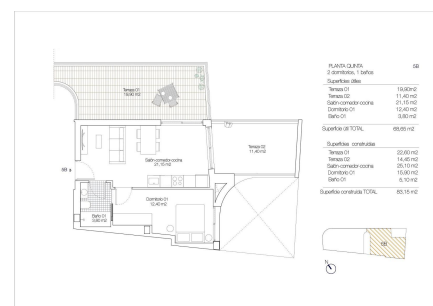 Terraza 01
19,90 m2
Terraza 02
11,40 m2
Salón-comedor-cocina
21,15 m2
5B
Dormitorio 01
12,40 m2
Baño 01
3,80 m2
PLANTA QUINTA 5B
2 dormitorios, 1 baños
Superficies útiles
Terraza 01 19,90m2
Terraza 02 11,40 m2
Salón-comedor-cocina 21,15 m2
Dormitorio 01 12,40 m2
Baño 01 3,80 m2
Superficie útil TOTAL 68,65 m2
Superficies construidas
Terraza 01 22,60 m2
Terraza 02 14,45 m2
Salón-comedor-cocina 25,10 m2
Dormitorio 01 15,90 m2
Baño 01 5,10 m2
Superficie construida TOTAL 83,15 m2
5B
N